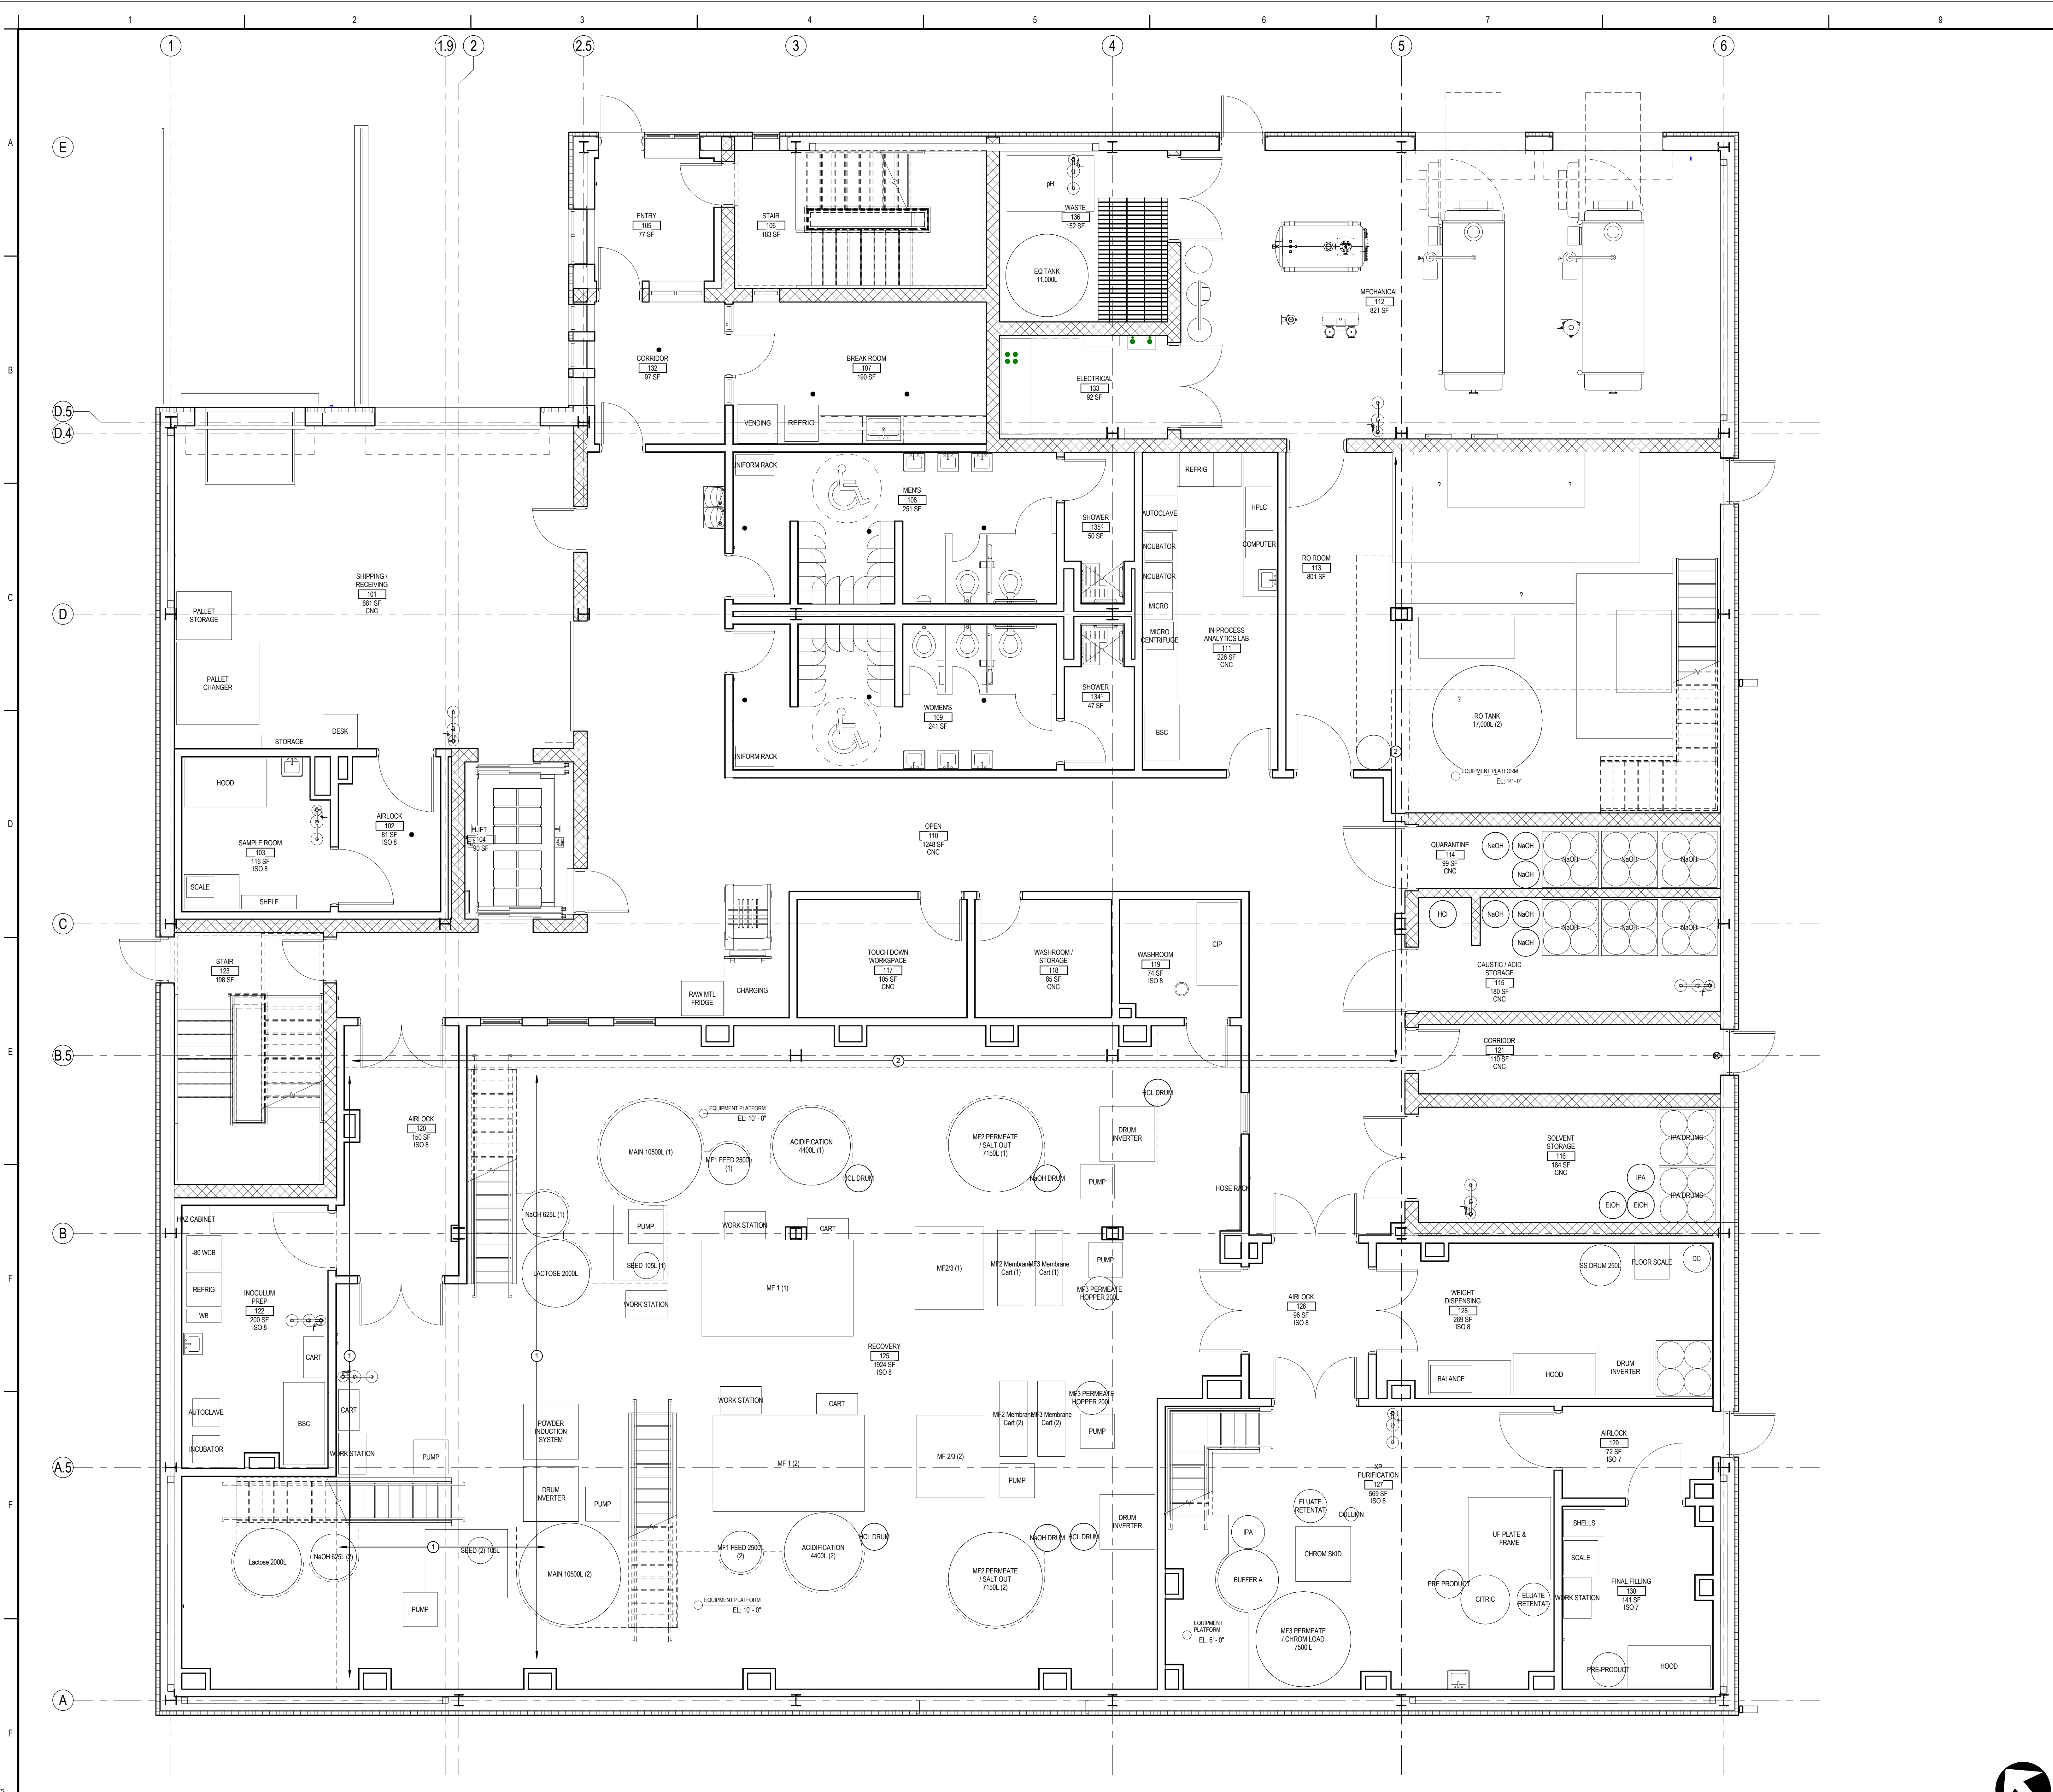 1 2 3 4 5 6 7 8 9
1 1.9 2 2.5 3 4 5 6
A
E
pH
WASTE
136
152 SF
ENTRY
105
77 SF
STAIR
106
183 SF
EQ TANK
11,000L
MECHANICAL
112
821 SF
B
CORRIDOR
132
97 SF
BREAK ROOM
107
190 SF
ELECTRICAL
133
92 SF
D.5
D.4
VENDING
REFRIG
UNIFORM RACK
REFRIG
MEN'S
108
251 SF
AUTOCLAVE
HPLC
SHOWER
135
50 SF
?
?
INCUBATOR
COMPUTER
RO ROOM
113
801 SF
C
SHIPPING /
RECEIVING
101
681 SF
CNC
INCUBATOR
?
D
PALLET
STORAGE
MICRO
MICRO
CENTRIFUGE
IN-PROCESS
ANALYTICS LAB
111
226 SF
CNC
PALLET
CHANGER
SHOWER
134
47 SF
?
WOMEN'S
109
241 SF
RO TANK
17,000L (2)
DESK
STORAGE
BSC
2
UNIFORM RACK
EQUIPMENT PLATFORM
EL: 14' - 0"
HOOD
D
AIRLOCK
102
81 SF
ISO 8
LIFT
104
90 SF
OPEN
110
1248 SF
CNC
SAMPLE ROOM
103
116 SF
ISO 8
QUARANTINE
114
99 SF
CNC
NaOH
NaOH
NaOH
NaOH
NaOH
NaOH
SCALE
SHELF
C
HCl
NaOH
NaOH
NaOH
NaOH
NaOH
NaOH
STAIR
123
198 SF
TOUCH DOWN
WORKSPACE
117
105 SF
CNC
WASHROOM /
STORAGE
118
85 SF
CNC
WASHROOM
119
74 SF
ISO 8
CIP
CAUSTIC / ACID
STORAGE
115
180 SF
CNC
RAW MTL
FRIDGE
CHARGING
E
B.5
2
CORRIDOR
121
110 SF
CNC
AIRLOCK
120
150 SF
ISO 8
EQUIPMENT PLATFORM
EL: 10' - 0"
HCL DRUM
MAIN 10500L (1)
MF1 FEED 2500L
(1)
ACIDIFICATION
4400L (1)
HCL DRUM
MF2 PERMEATE
/ SALT OUT
7150L (1)
NaOH DRUM
DRUM
INVERTER
PUMP
SOLVENT
STORAGE
116
184 SF
CNC
IPA DRUMS
IPA DRUMS
IPA
EtOH
EtOH
HOSE RACK
B
HAZ CABINET
NaOH 625L (1)
PUMP
WORK STATION
CART
-80 WCB
REFRIG
WB
LACTOSE 2000L
SEED 105L (1)
WORK STATION
MF 1 (1)
MF2/3 (1)
MF2 Membrane
Cart (1)
MF3 Membrane
Cart (1)
PUMP
MF3 PERMEATE
HOPPER 200L
SS DRUM 250L
FLOOR SCALE
DC
F
INOCULUM
PREP
122
200 SF
ISO 8
AIRLOCK
126
96 SF
ISO 8
WEIGHT
DISPENSING
128
269 SF
ISO 8
CART
1
1
RECOVERY
125
1924 SF
ISO 8
BALANCE
HOOD
DRUM
INVERTER
AUTOCLAVE
BSC
CART
WORK STATION
CART
MF3 PERMEATE
HOPPER 200L
MF2 Membrane
Cart (2)
MF3 Membrane
Cart (2)
PUMP
INCUBATOR
WORK STATION
PUMP
POWDER
INDUCTION
SYSTEM
A.5
MF 1 (2)
MF 2/3 (2)
PUMP
XP
PURIFICATION
127
569 SF
ISO 8
AIRLOCK
129
72 SF
ISO 7
F
DRUM
INVERTER
PUMP
DRUM
INVERTER
ELUATE
RETENTAT
COLUMN
UF PLATE &
FRAME
SHELLS
IPA
CHROM SKID
SCALE
Lactose 2000L
NaOH 625L (2)
1
SEED (2) 105L
MAIN 10500L (2)
MF1 FEED 2500L
(2)
ACIDIFICATION
4400L (2)
HCL DRUM
MF2 PERMEATE
/ SALT OUT
7150L (2)
NaOH DRUM
HCL DRUM
PUMP
BUFFER A
PRE PRODUCT
CITRIC
ELUATE
RETENTAT
WORK STATION
FINAL FILLING
130
141 SF
ISO 7
EQUIPMENT PLATFORM
EL: 10' - 0"
EQUIPMENT
PLATFORM
EL: 6' - 0"
MF3 PERMEATE
/ CHROM LOAD
7500 L
PRE-PRODUCT
HOOD
A
F